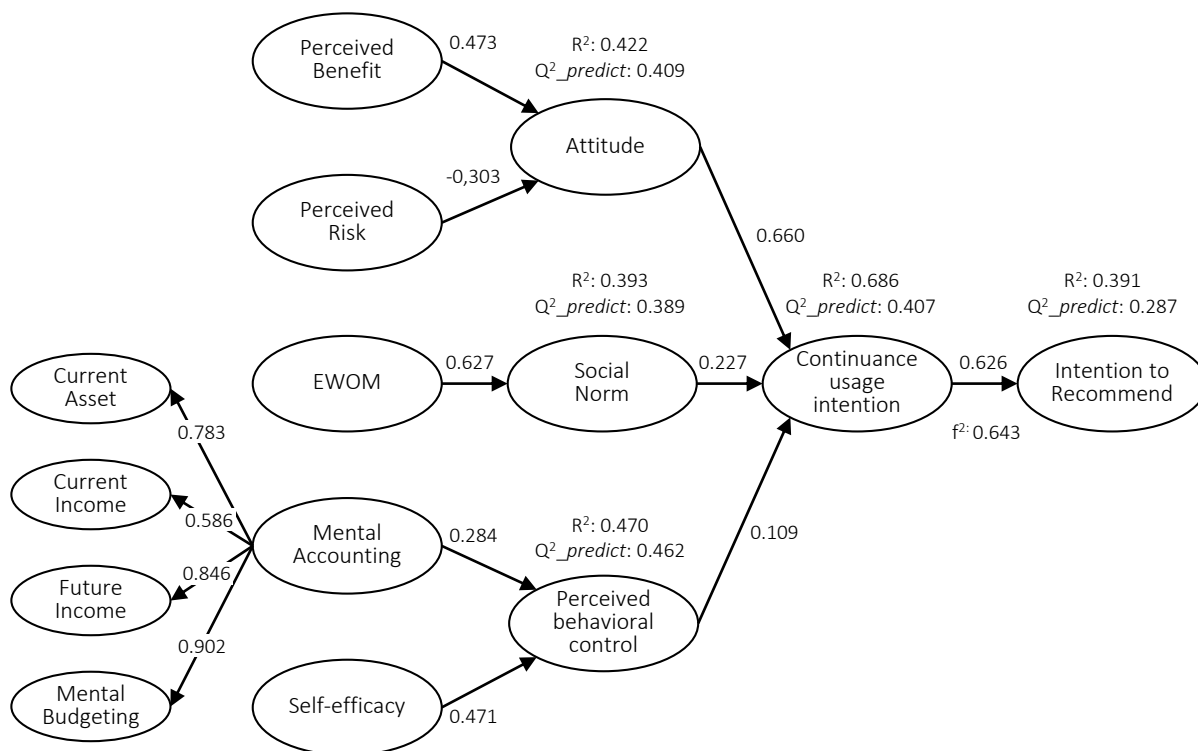 Perceived
Benefit
0.473
R²: 0.422
Q²_predict: 0.409
Attitude
Perceived
Risk
-0,303
0.660
R²: 0.393
Q²_predict: 0.389
R²: 0.686
Q²_predict: 0.407
R²: 0.391
Q²_predict: 0.287
Current
Asset
EWOM
0.627
Social
Norm
0.227
Continuance
usage
intention
0.626
f²: 0.643
Intention to
Recommend
0.783
Current
Income
0.586
Mental
Accounting
0.284
R²: 0.470
Q²_predict: 0.462
0.109
0.846
Future
Income
Perceived
behavioral
control
0.902
Mental
Budgeting
Self-efficacy
0.471